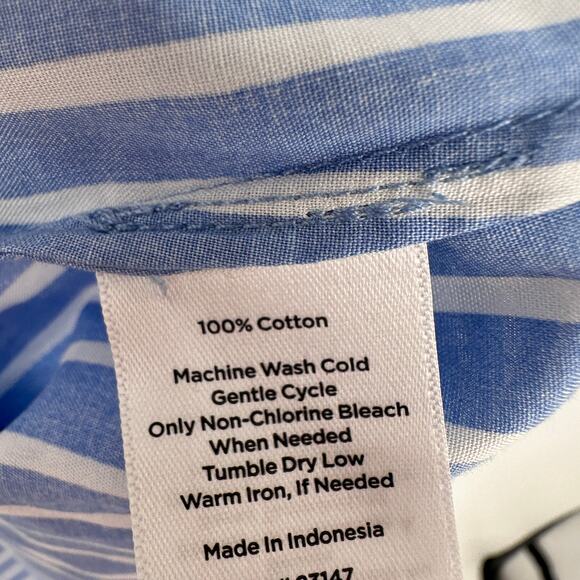 100% Cotton
Machine Wash Cold
Gentle Cycle
Only Non-Chlorine Bleach
When Needed
Tumble Dry Low
Warm Iron, If Needed
Made In Indonesia